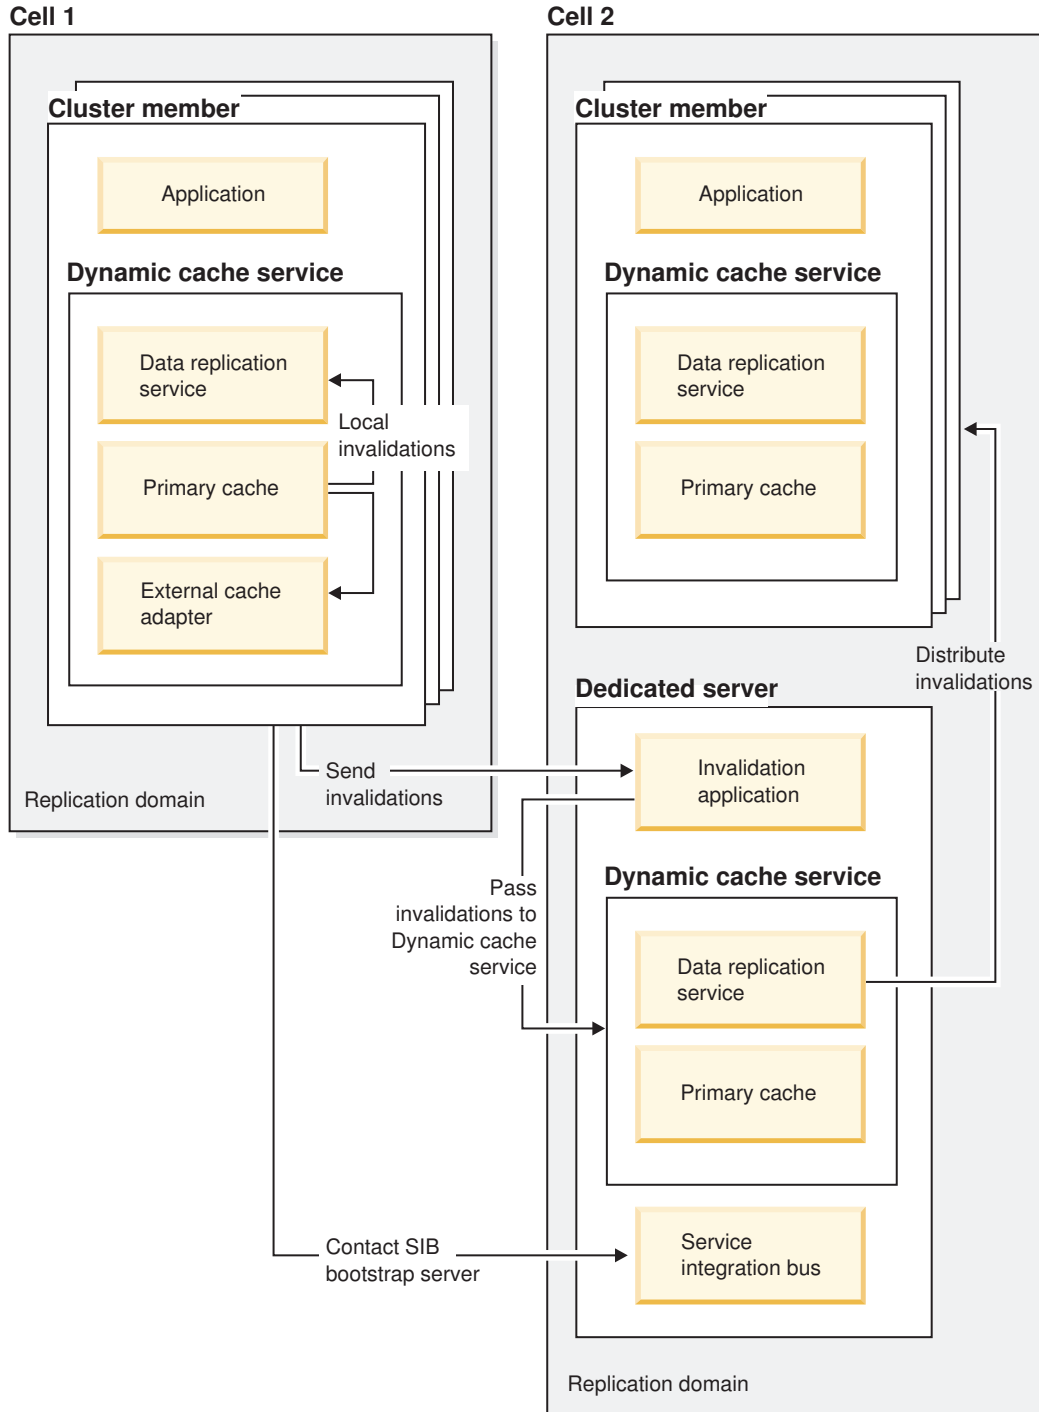 Cell 1
Cell 2
Cluster member
Application
Dynamic cache service
Data replication
service
Local
invalidations
Primary cache
External cache
adapter
Replication domain
Cluster member
Application
Dynamic cache service
Data replication
service
Primary cache
Distribute
invalidations
Dedicated server
Send
invalidations
Invalidation
application
Pass
invalidations to
Dynamic cache
service
Dynamic cache service
Data replication
service
Primary cache
Contact SIB
bootstrap server
Service
integration bus
Replication domain